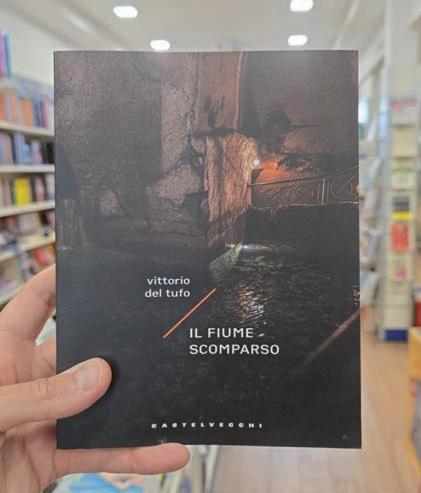 vittorio
del tufo
IL FIUME
SCOMPARSO
CASTELVECCHI